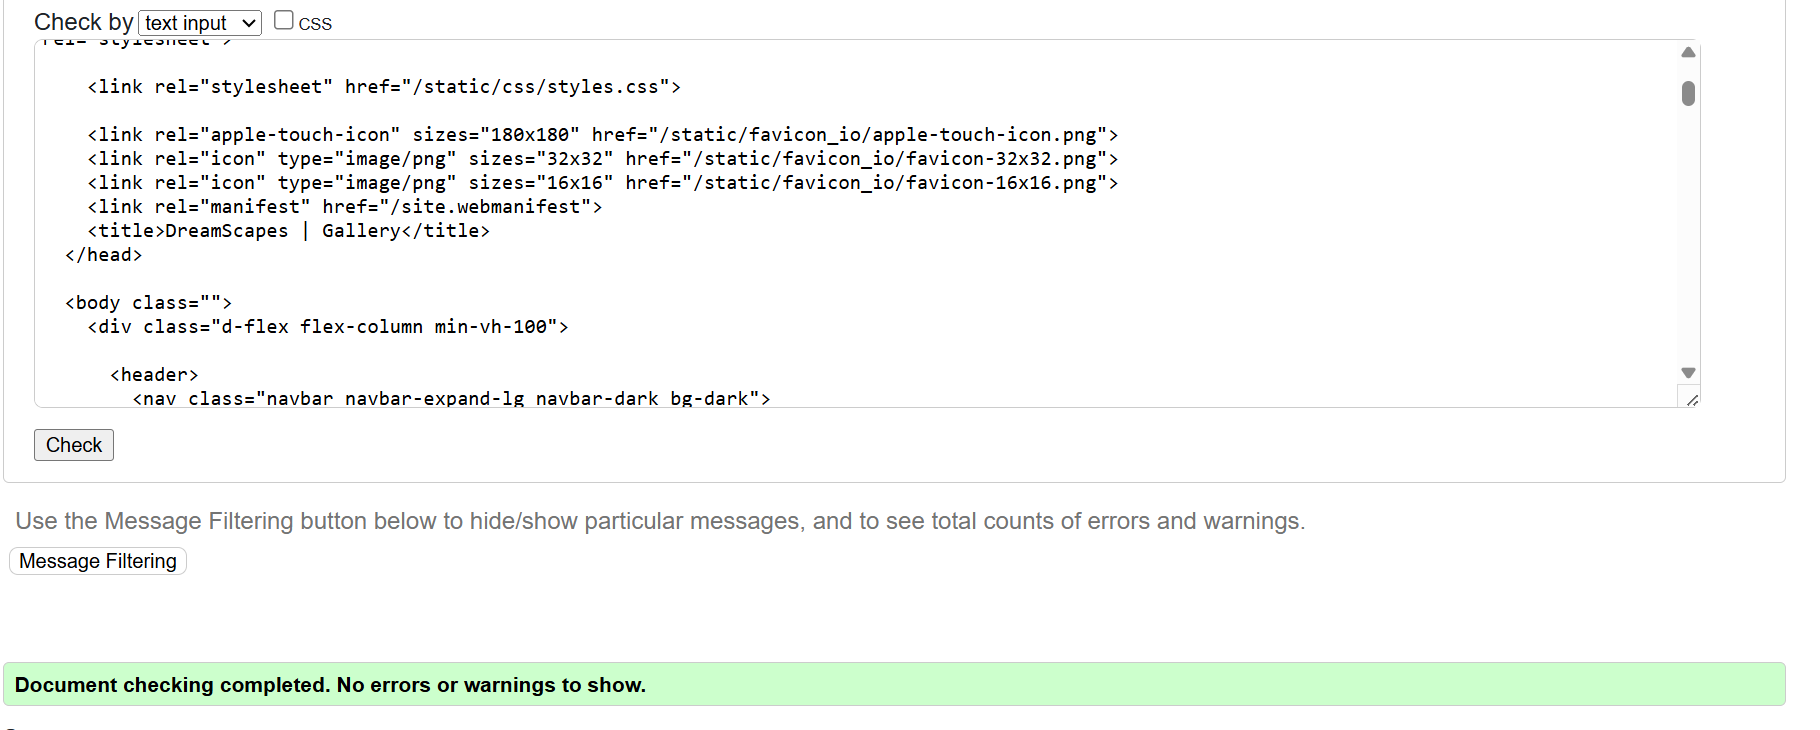 Check by text input CSS
rel="stylesheet">
<link rel="stylesheet" href="/static/css/styles.css">
<link rel="apple-touch-icon" sizes="180x180" href="/static/favicon_io/apple-touch-icon.png">
<link rel="icon" type="image/png" sizes="32x32" href="/static/favicon_io/favicon-32x32.png">
<link rel="icon" type="image/png" sizes="16x16" href="/static/favicon_io/favicon-16x16.png">
<link rel="manifest" href="/site.webmanifest">
<title>DreamScapes | Gallery</title>
</head>
<body class="">
<div class="d-flex flex-column min-vh-100">
<header>
<nav class="navbar navbar-expand-lg navbar-dark bg-dark">
Check
Use the Message Filtering button below to hide/show particular messages, and to see total counts of errors and warnings.
Message Filtering
Document checking completed. No errors or warnings to show.